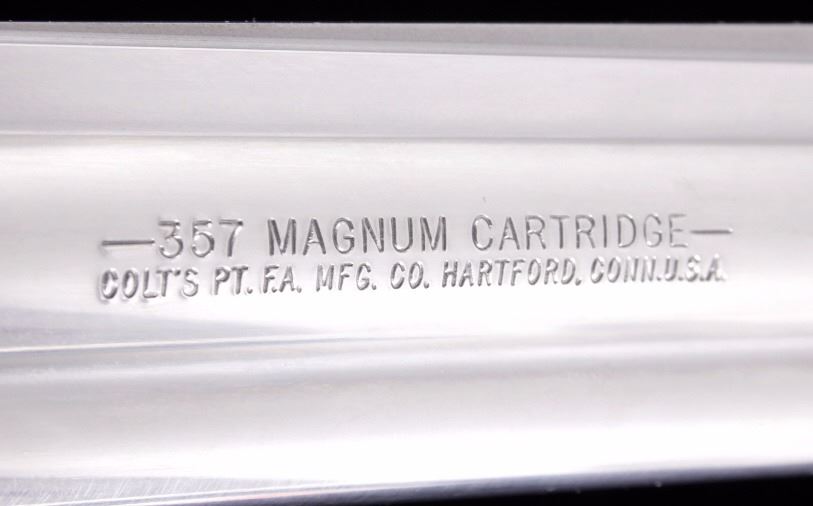 —357 MAGNUM CARTRIDGE—
COLT'S PT. F.A. MFG. CO. HARTFORD, CONN.U.S.A.